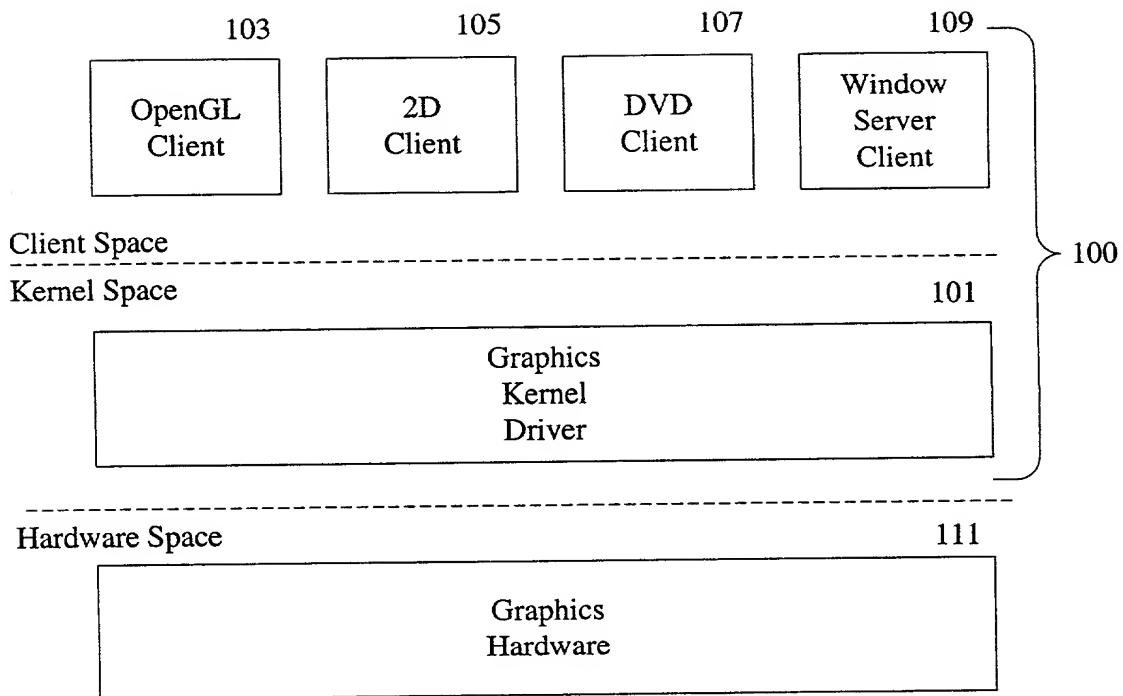 103 105 107 109
OpenGL Client
2D Client
DVD Client
Window Server Client
Client Space
100
Kernel Space
101
Graphics
Kernel
Driver
Hardware Space
111
Graphics
Hardware